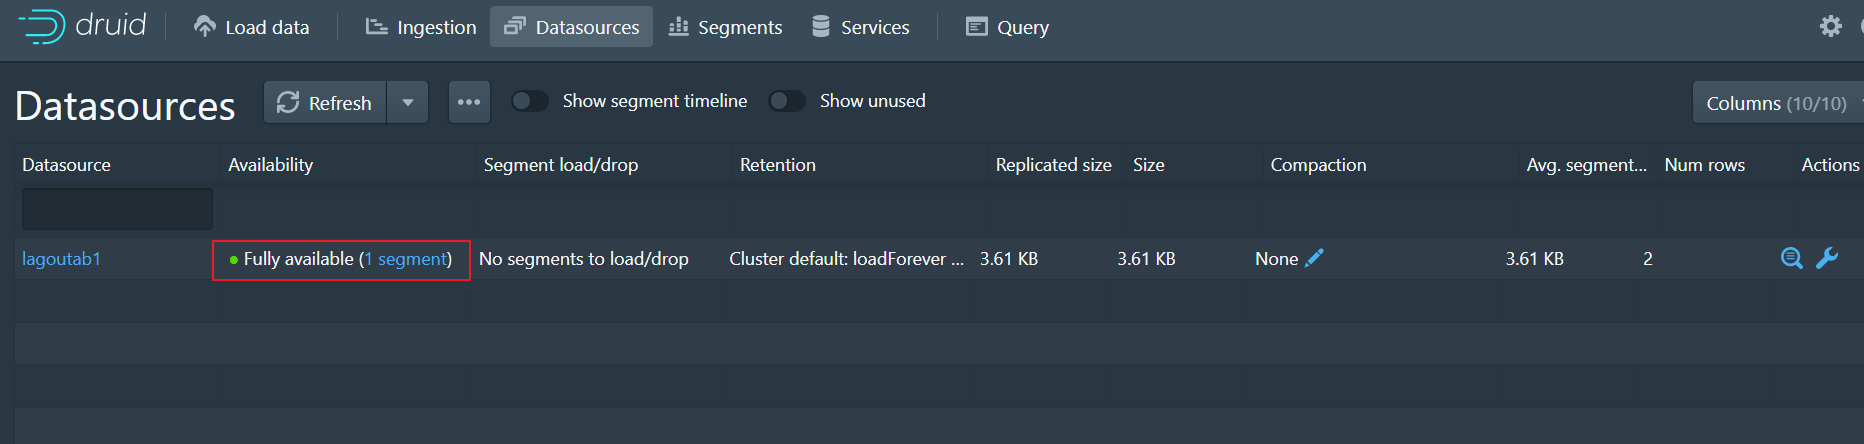 druid Load data Ingestion Datasources Segments Services Query
Datasources Refresh Show segment timeline Show unused Columns (10/10)
Datasource Availability Segment load/drop Retention Replicated size Size Compaction Avg. segment... Num rows Actions
lagoutab1 Fully available (1 segment) No segments to load/drop Cluster default: loadForever ... 3.61 KB 3.61 KB None 3.61 KB 2